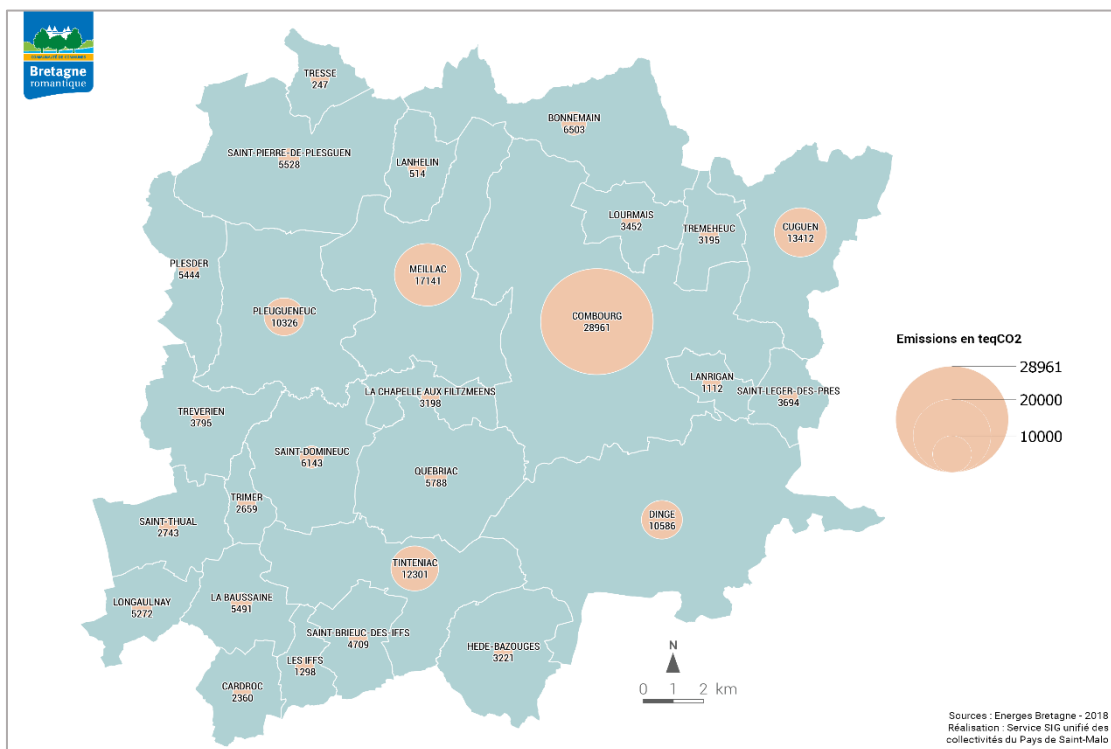 COMMUNAUTÉ DE COMMUNES
Bretagne
romantique
TRESSE
247
BONNEMAIN
6503
SAINT-PIERRE-DE-PLESGUEN
5528
LANHELIN
514
LOURMAIS
3452
TREMEHEUC
3195
CUGUEN
13412
PLESDER
5444
MEILLAC
17141
PLEUGUENEUC
10326
COMBOURG
28961
LANRIGAN
1112
SAINT-LEGER-DES-PRES
3694
LA CHAPELLE AUX FILTZMEENS
3198
TREVERIEN
3795
SAINT-DOMINEUC
6143
QUEBRIAC
5788
TRIMER
2659
SAINT-THUAL
2743
DINGE
10586
TINTENIAC
12301
LONGAULNAY
5272
LA BAUSSAINE
5491
SAINT BRIEUC-DES-IFFS
4709
HEDE-BAZOUGES
3221
LES IFFS
1298
CARDROC
2360
Emissions en teqCO2
28961
20000
10000
N
0 1 2 km
Sources : Energes Bretagne - 2018
Réalisation : Service SIG unifié des
collectivités du Pays de Saint-Malo